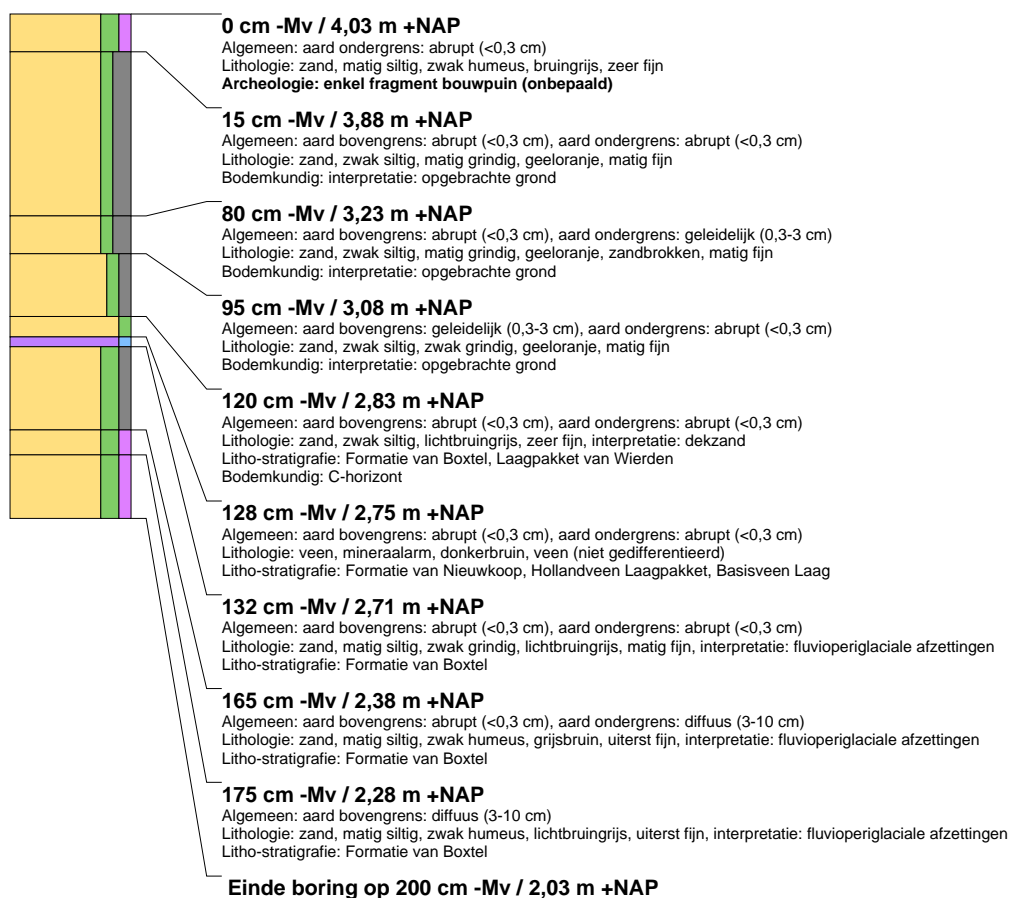 0 cm -Mv / 4,03 m +NAP
Algemeen: aard ondergrens: abrupt (<0,3 cm)
Lithologie: zand, matig siltig, zwak humeus, bruingrijs, zeer fijn
Archeologie: enkel fragment bouwpuin (onbepaald)
15 cm -Mv / 3,88 m +NAP
Algemeen: aard bovengrens: abrupt (<0,3 cm), aard ondergrens: abrupt (<0,3 cm)
Lithologie: zand, zwak siltig, matig grindig, geeloranje, matig fijn
Bodemkundig: interpretatie: opgebrachte grond
80 cm -Mv / 3,23 m +NAP
Algemeen: aard bovengrens: abrupt (<0,3 cm), aard ondergrens: geleidelijk (0,3-3 cm)
Lithologie: zand, zwak siltig, matig grindig, geeloranje, zandbrokken, matig fijn
Bodemkundig: interpretatie: opgebrachte grond
95 cm -Mv / 3,08 m +NAP
Algemeen: aard bovengrens: geleidelijk (0,3-3 cm), aard ondergrens: abrupt (<0,3 cm)
Lithologie: zand, zwak siltig, zwak grindig, geeloranje, matig fijn
Bodemkundig: interpretatie: opgebrachte grond
120 cm -Mv / 2,83 m +NAP
Algemeen: aard bovengrens: abrupt (<0,3 cm), aard ondergrens: abrupt (<0,3 cm)
Lithologie: zand, zwak siltig, lichtbruingrijs, zeer fijn, interpretatie: dekzand
Litho-stratigrafie: Formatie van Boxtel, Laagpakket van Wierden
Bodemkundig: C-horizont
128 cm -Mv / 2,75 m +NAP
Algemeen: aard bovengrens: abrupt (<0,3 cm), aard ondergrens: abrupt (<0,3 cm)
Lithologie: veen, mineraalarm, donkerbruin, veen (niet gedifferentieerd)
Litho-stratigrafie: Formatie van Nieuwkoop, Hollandveen Laagpakket, Basisveen Laag
132 cm -Mv / 2,71 m +NAP
Algemeen: aard bovengrens: abrupt (<0,3 cm), aard ondergrens: abrupt (<0,3 cm)
Lithologie: zand, matig siltig, zwak grindig, lichtbruingrijs, matig fijn, interpretatie: fluvioperiglaciale afzettingen
Litho-stratigrafie: Formatie van Boxtel
165 cm -Mv / 2,38 m +NAP
Algemeen: aard bovengrens: abrupt (<0,3 cm), aard ondergrens: diffuus (3-10 cm)
Lithologie: zand, matig siltig, zwak humeus, grijsbruin, uiterst fijn, interpretatie: fluvioperiglaciale afzettingen
Litho-stratigrafie: Formatie van Boxtel
175 cm -Mv / 2,28 m +NAP
Algemeen: aard bovengrens: diffuus (3-10 cm)
Lithologie: zand, matig siltig, zwak humeus, lichtbruingrijs, uiterst fijn, interpretatie: fluvioperiglaciale afzettingen
Litho-stratigrafie: Formatie van Boxtel
Einde boring op 200 cm -Mv / 2,03 m +NAP